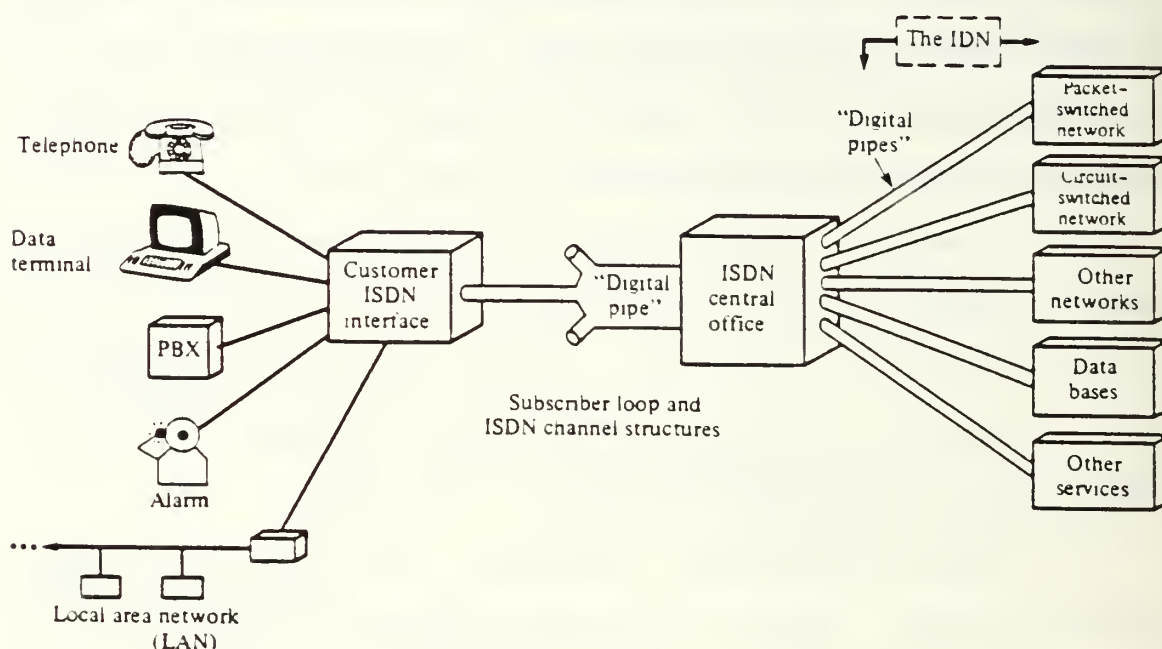 The IDN
Packet-
switched
network
"Digital
pipes"
Telephone
Circuit-
switched
network
Data
terminal
Customer
ISDN
interface
"Digital
pipe"
ISDN
central
office
Other
networks
PBX
Data
bases
Subscriber loop and
ISDN channel structures
Alarm
Other
services
Local area network
(LAN)